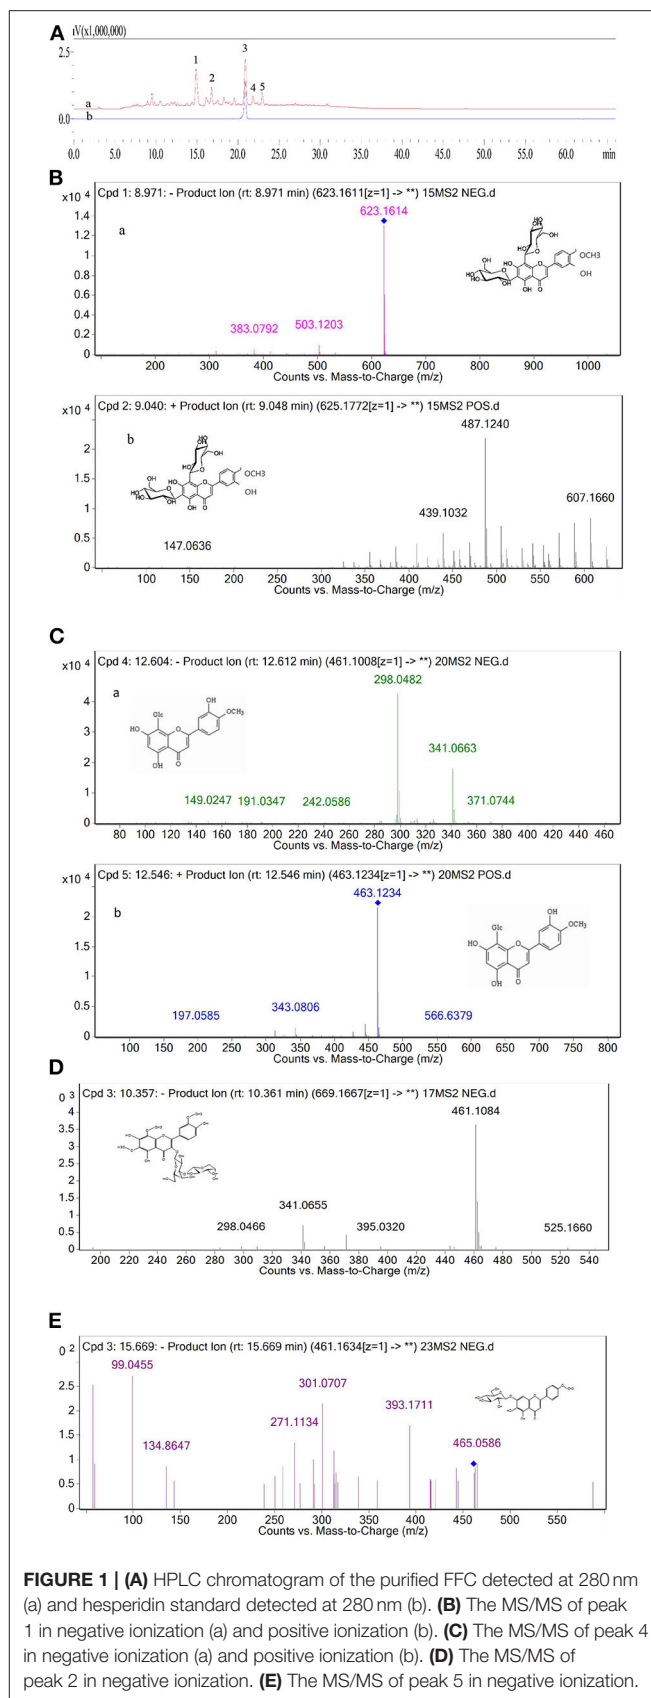 A
uV(x1,000,000)
2.5
0.0
a
b
1
2
3
4
5
0.0 5.0 10.0 15.0 20.0 25.0 30.0 35.0 40.0 45.0 50.0 55.0 60.0 min
B
Cpd 1: 8.971: - Product Ion (rt: 8.971 min) (623.1611[z=1] -> **) 15MS2 NEG.d
x10 4
1.4
1.2
1
0.8
0.6
0.4
0.2
0
a
623.1614
383.0792
503.1203
OCH3
OH
200 300 400 500 600 700 800 900 1000
Counts vs. Mass-to-Charge (m/z)
Cpd 2: 9.040: + Product Ion (rt: 9.048 min) (625.1772[z=1] -> **) 15MS2 POS.d
x10 4
2
1
0
b
OCH3
OH
487.1240
439.1032
607.1660
147.0636
100 150 200 250 300 350 400 450 500 550 600
Counts vs. Mass-to-Charge (m/z)
C
Cpd 4: 12.604: - Product Ion (rt: 12.612 min) (461.1008[z=1] -> **) 20MS2 NEG.d
x10 4
4
3
2
1
0
a
OH
OCH3
Glc
HO
O
OH
O
298.0482
341.0663
149.0247
191.0347
242.0586
371.0744
80 100 120 140 160 180 200 220 240 260 280 300 320 340 360 380 400 420 440 460
Counts vs. Mass-to-Charge (m/z)
Cpd 5: 12.546: + Product Ion (rt: 12.546 min) (463.1234[z=1] -> **) 20MS2 POS.d
x10 4
2
1
0
b
463.1234
OH
OCH3
Glc
HO
O
OH
O
197.0585
343.0806
566.6379
100 150 200 250 300 350 400 450 500 550 600 650 700 750 800
Counts vs. Mass-to-Charge (m/z)
D
Cpd 3: 10.357: - Product Ion (rt: 10.361 min) (669.1667[z=1] -> **) 17MS2 NEG.d
0 3
3.5
3
2.5
2
1.5
1
0.5
0
461.1084
341.0655
298.0466
395.0320
525.1660
200 220 240 260 280 300 320 340 360 380 400 420 440 460 480 500 520 540
Counts vs. Mass-to-Charge (m/z)
E
Cpd 3: 15.669: - Product Ion (rt: 15.669 min) (461.1634[z=1] -> **) 23MS2 NEG.d
0 2
2.5
2
1.5
1
0.5
0
99.0455
301.0707
271.1134
393.1711
134.8647
465.0586
100 150 200 250 300 350 400 450 500 550
Counts vs. Mass-to-Charge (m/z)
FIGURE 1 | (A) HPLC chromatogram of the purified FFC detected at 280 nm
(a) and hesperidin standard detected at 280 nm (b). (B) The MS/MS of peak
1 in negative ionization (a) and positive ionization (b). (C) The MS/MS of peak 4
in negative ionization (a) and positive ionization (b). (D) The MS/MS of
peak 2 in negative ionization. (E) The MS/MS of peak 5 in negative ionization.